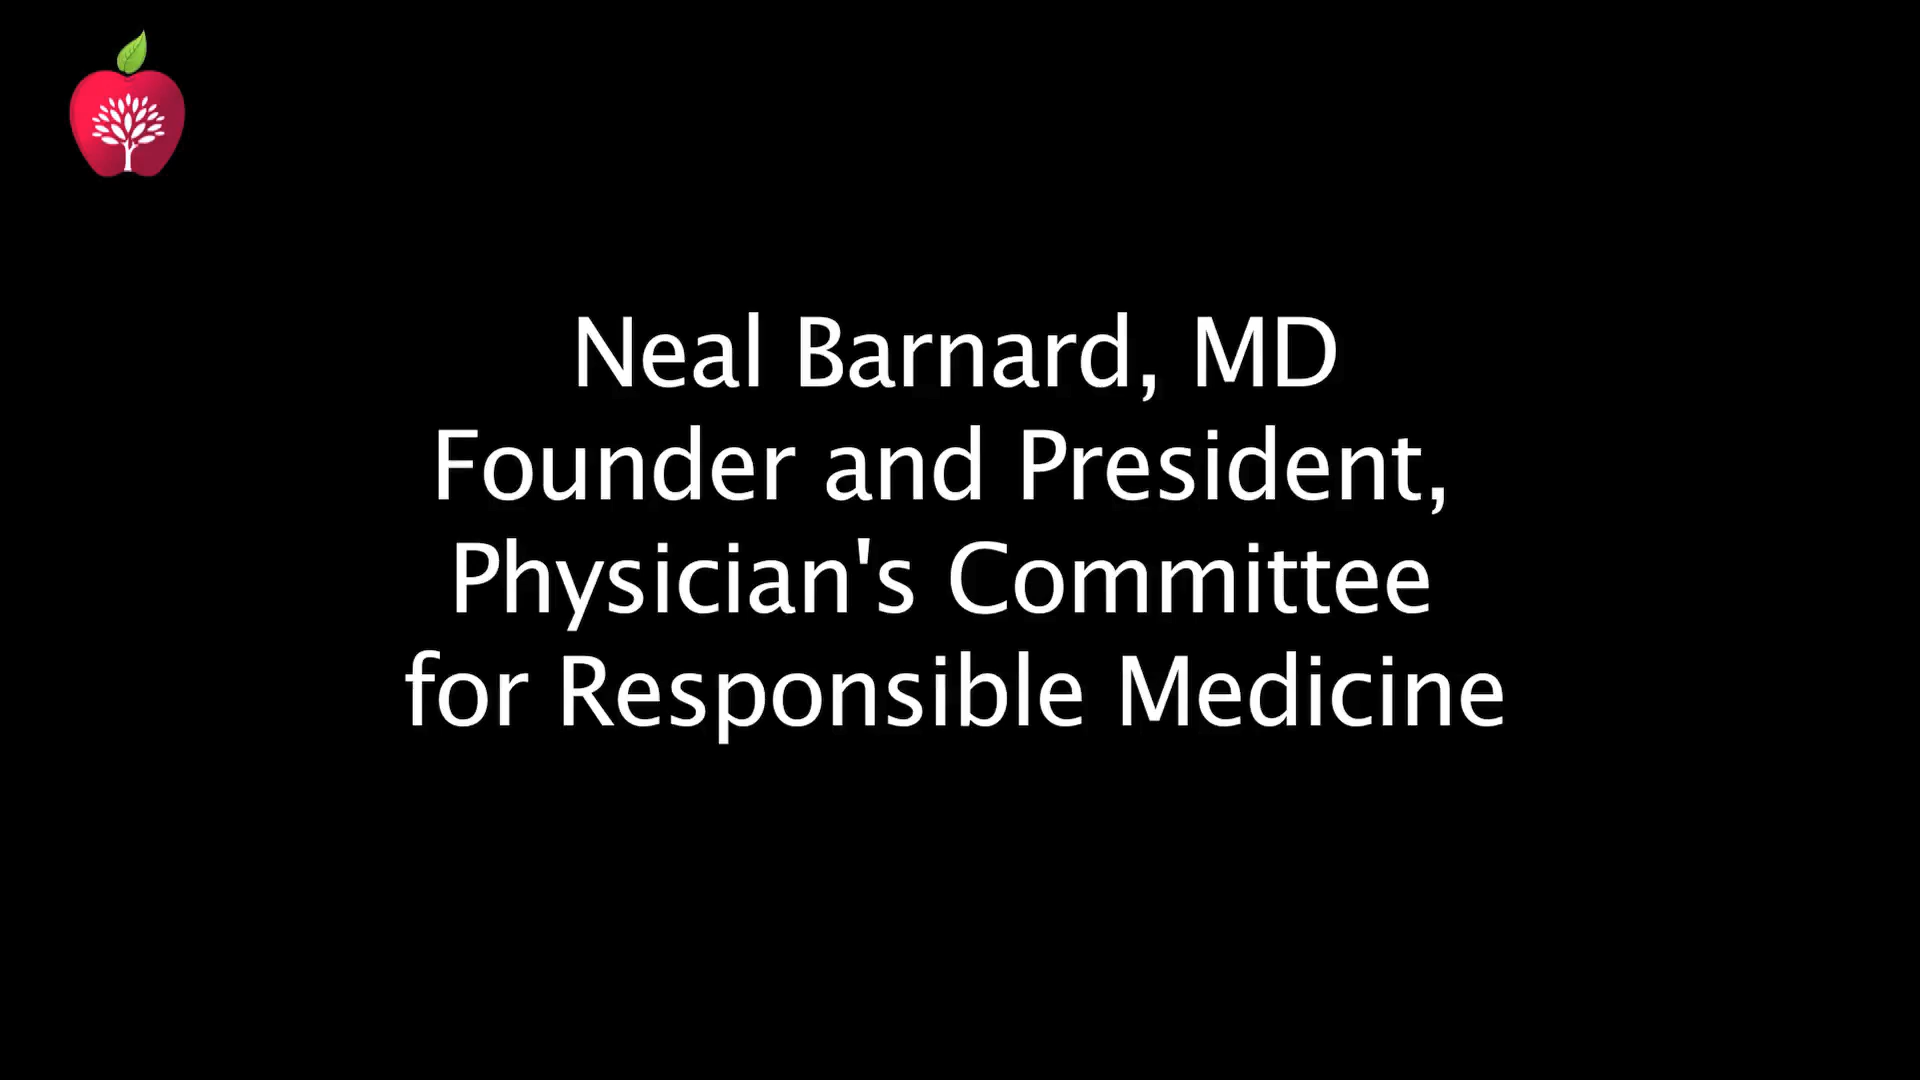 Neal Barnard, MD
Founder and President,
Physician's Committee
for Responsible Medicine